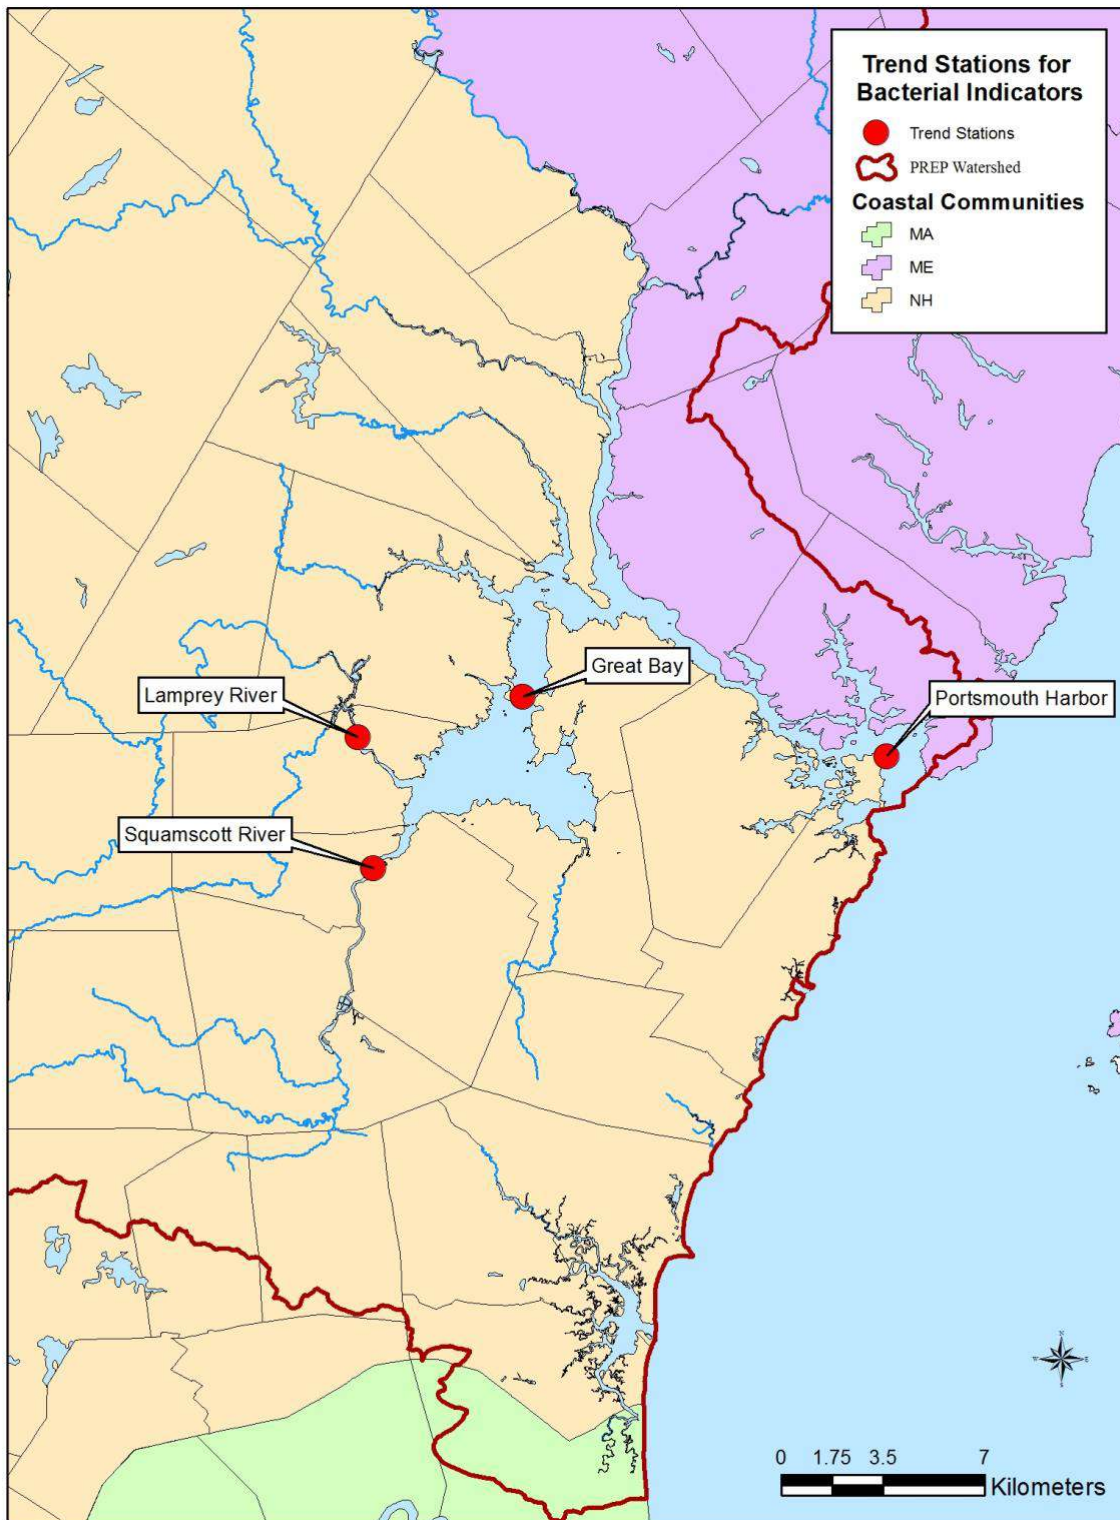 Trend Stations for
Bacterial Indicators
Trend Stations
PREP Watershed
Coastal Communities
MA
ME
NH
Great Bay
Lamprey River
Portsmouth Harbor
Squamscott River
N
W E
S
0 1.75 3.5 7
Kilometers